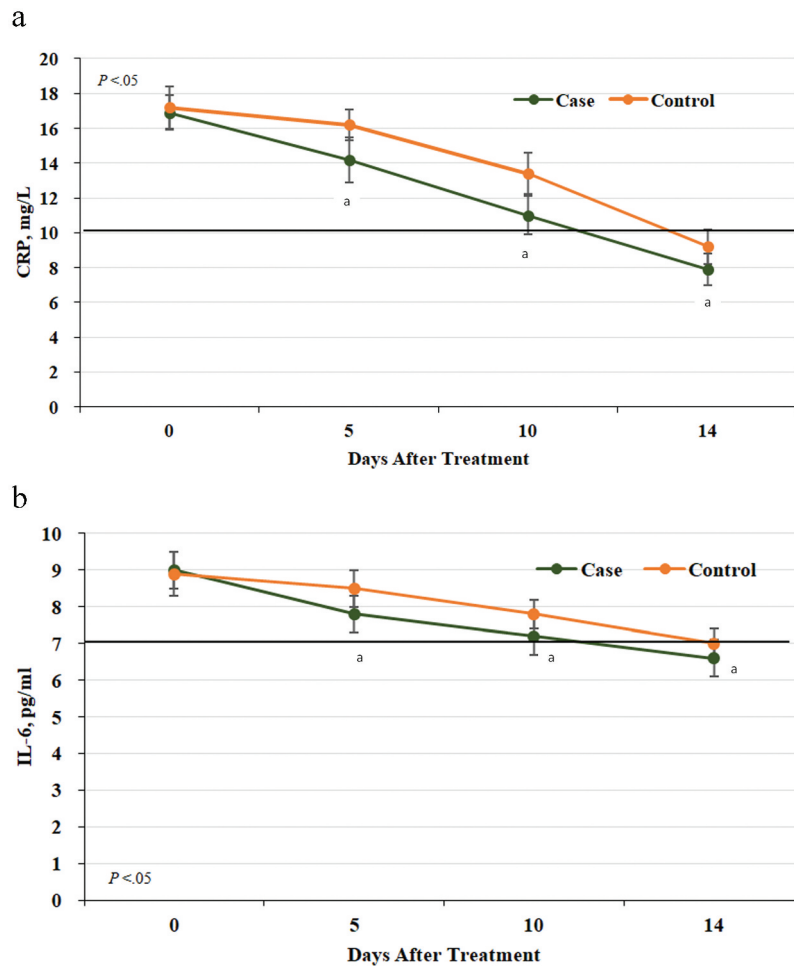 a
20
P <.05
Case
Control
18
16
14
a
12
10
a
8
a
6
4
2
0
CRP, mg/L
0 5 10 14
Days After Treatment
b
10
9
Case
Control
8
7
a
a
a
6
5
4
3
2
1
P <.05
0
IL-6, pg/ml
0 5 10 14
Days After Treatment